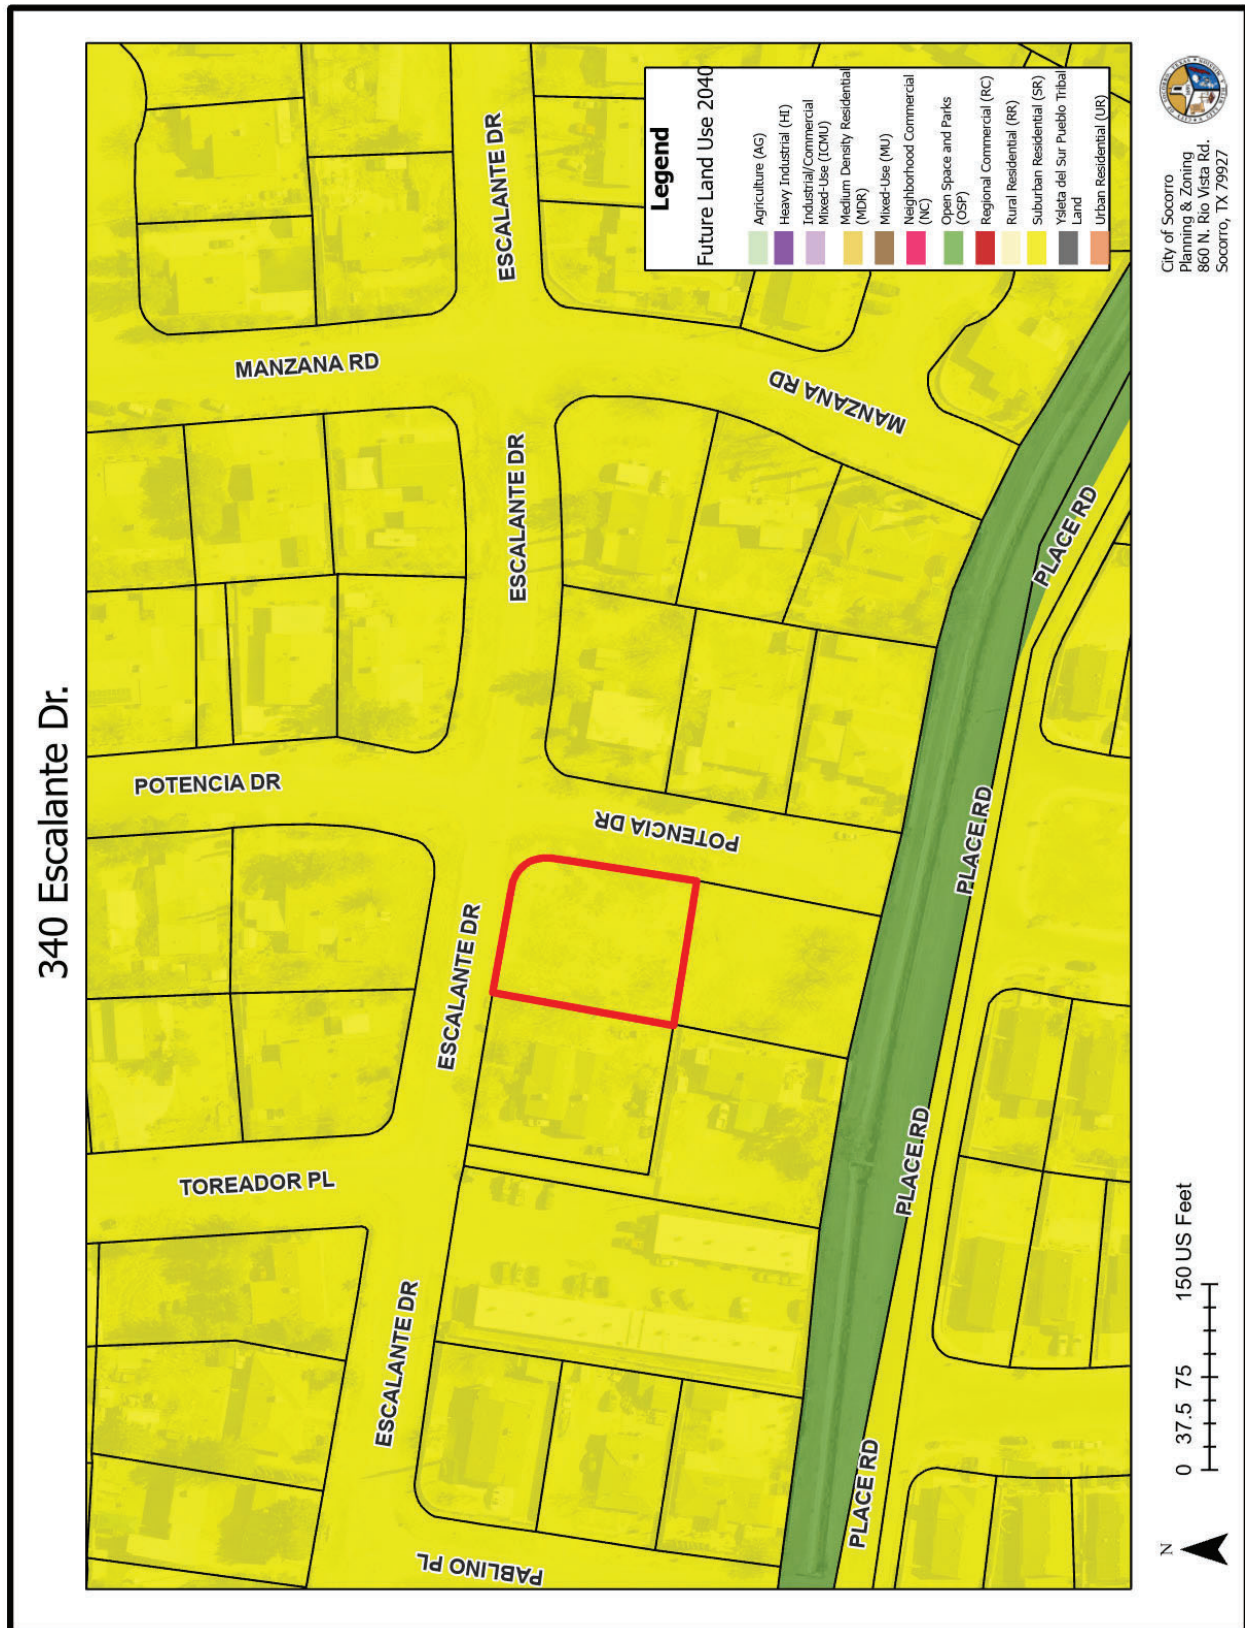 340 Escalante Dr.
ESCALANTE DR
MANZANA RD
MANZANA RD
ESCALANTE DR
POTENCIA DR
POTENCIA DR
ESCALANTE DR
TOREADOR PL
ESCALANTE DR
PABLINO PL
PLACE RD
PLACE RD
PLACE RD
PLACE RD
Legend
Future Land Use 2040
Agriculture (AG)
Heavy Industrial (HI)
Industrial/Commercial
Mixed-Use (ICMU)
Medium Density Residential
(MDR)
Mixed-Use (MU)
Neighborhood Commercial
(NC)
Open Space and Parks
(OSP)
Regional Commercial (RC)
Rural Residential (RR)
Suburban Residential (SR)
Ysleta del Sur Pueblo Tribal
Land
Urban Residential (UR)
N
0 37.5 75 150 US Feet
City of Socorro
Planning & Zoning
860 N. Rio Vista Rd.
Socorro, TX 79927